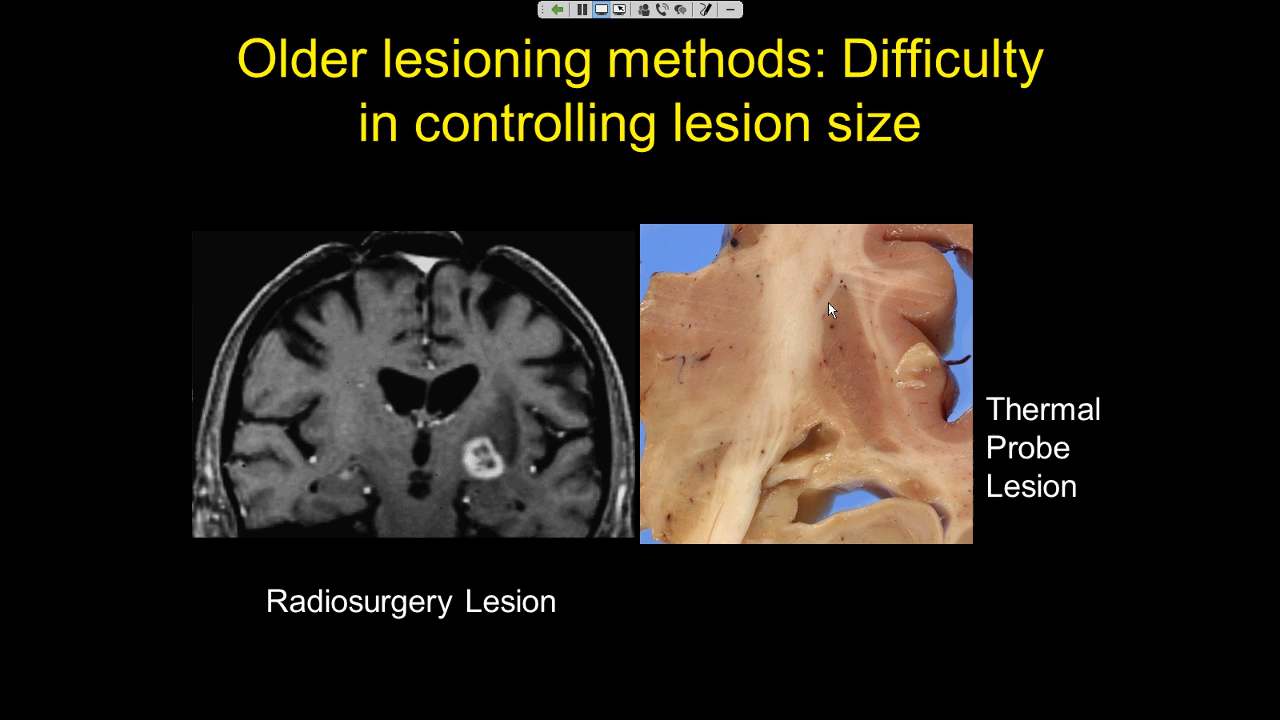 Older lesioning methods: Difficulty
in controlling lesion size
Thermal
Probe
Lesion
Radiosurgery Lesion